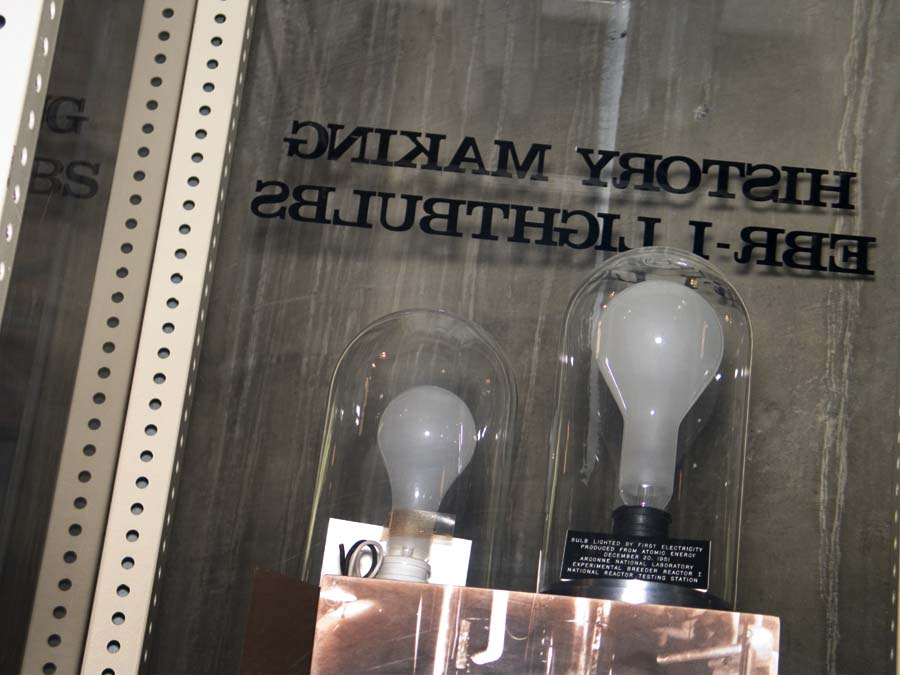 HISTORY MAKING
EBR-I LIGHTBULBS
G
BS
BULB LIGHTED BY FIRST ELECTRICITY
PRODUCED FROM ATOMIC ENERGY
DECEMBER 20, 1951
ARGONNE NATIONAL LABORATORY
EXPERIMENTAL BREEDER REACTOR I
NATIONAL REACTOR TESTING STATION